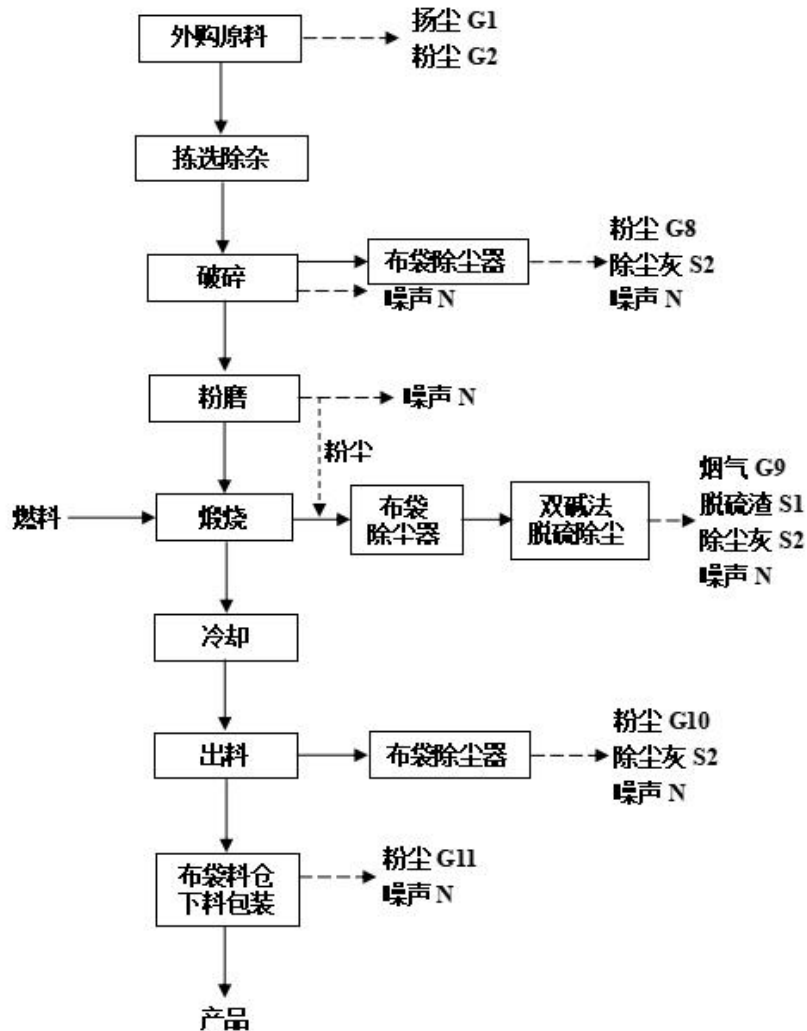 外购原料
扬尘 G1
粉尘 G2
拣选除杂
破碎
布袋除尘器
粉尘 G8
除尘灰 S2
噪声 N
噪声 N
粉磨
噪声 N
粉尘
燃料
煅烧
布袋
除尘器
双碱法
脱硫除尘
烟气 G9
脱硫渣 S1
除尘灰 S2
噪声 N
冷却
出料
布袋除尘器
粉尘 G10
除尘灰 S2
噪声 N
布袋料仓
下料包装
粉尘 G11
噪声 N
产品